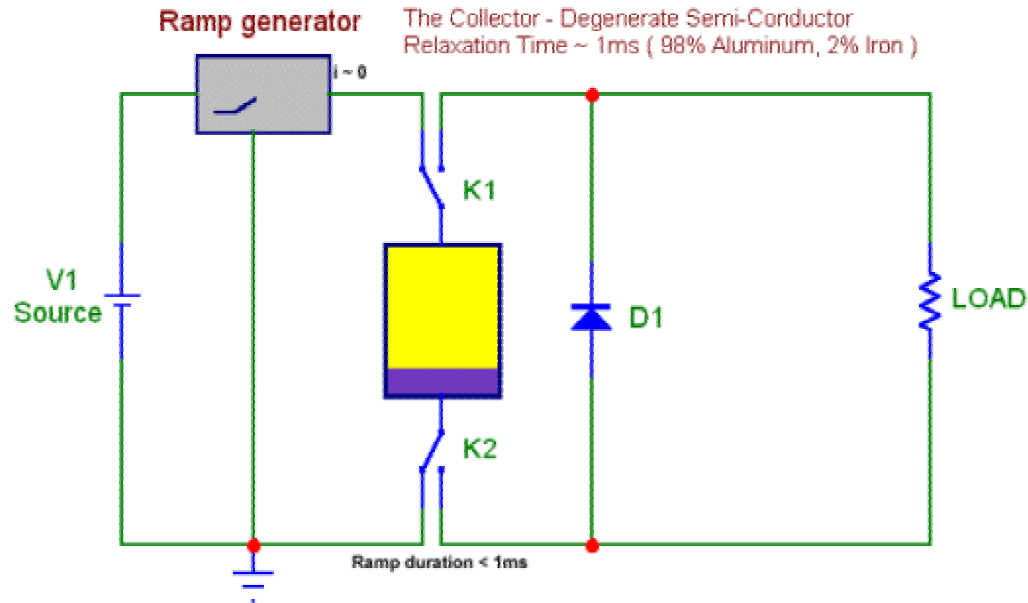 Ramp generator
The Collector - Degenerate Semi-Conductor
Relaxation Time ~ 1ms ( 98% Aluminum, 2% Iron )
i ~ 0
K1
V1
Source
D1
LOAD
K2
Ramp duration < 1ms